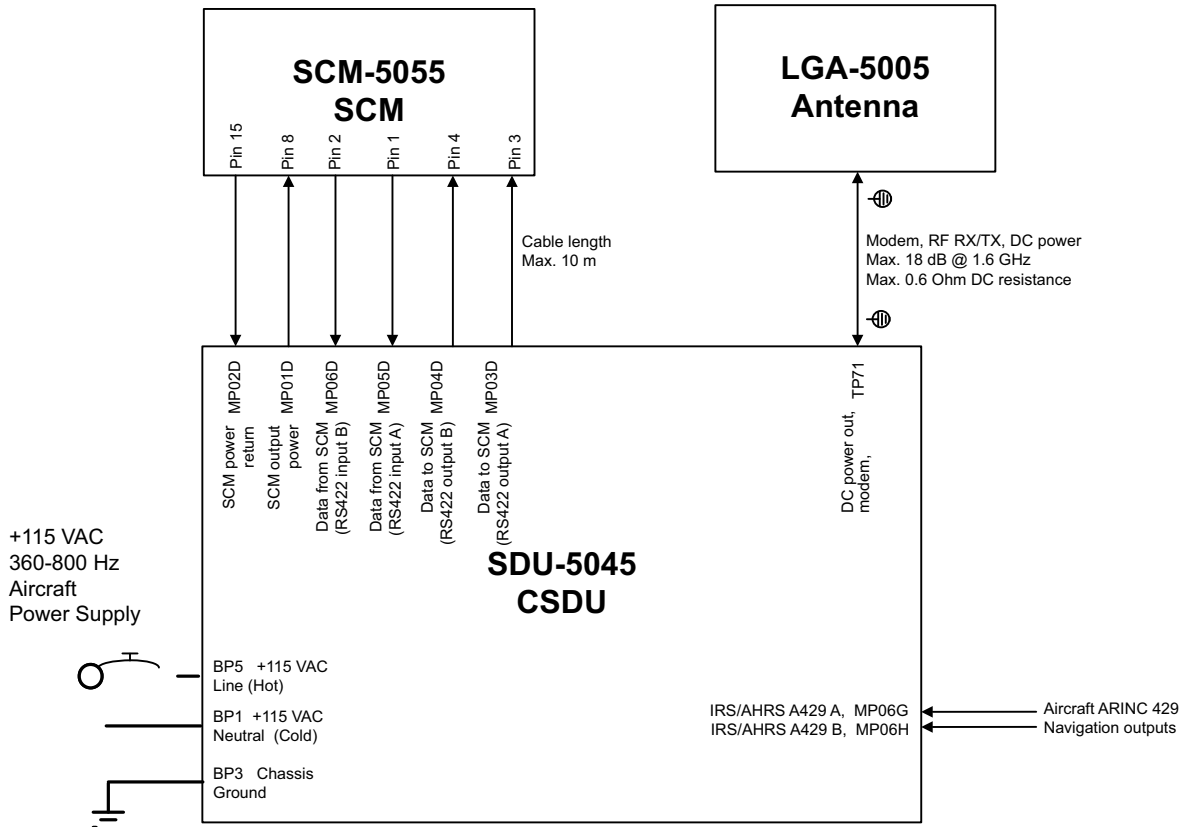 SCM-5055
SCM
Pin 15
Pin 8
Pin 2
Pin 1
Pin 4
Pin 3
LGA-5005
Antenna
Cable length
Max. 10 m
Modem, RF RX/TX, DC power
Max. 18 dB @ 1.6 GHz
Max. 0.6 Ohm DC resistance
MP02D
SCM power
return
MP01D
SCM output
power
MP06D
Data from SCM
(RS422 input B)
MP05D
Data from SCM
(RS422 input A)
MP04D
Data to SCM
(RS422 output B)
MP03D
Data to SCM
(RS422 output A)
TP71
DC power out,
modem,
SDU-5045
CSDU
+115 VAC
360-800 Hz
Aircraft
Power Supply
BP5 +115 VAC
Line (Hot)
BP1 +115 VAC
Neutral (Cold)
BP3 Chassis
Ground
IRS/AHRS A429 A, MP06G
IRS/AHRS A429 B, MP06H
Aircraft ARINC 429
Navigation outputs